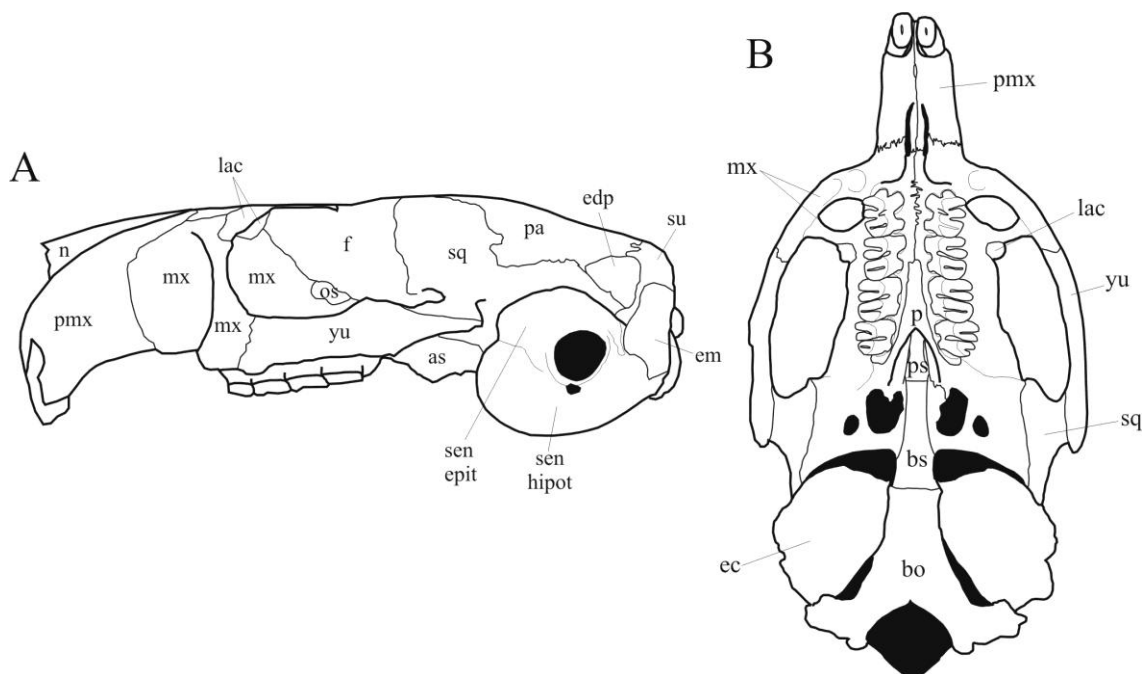 A
lac
n
mx
mx
mx
f
os
sq
pa
edp
su
pmx
yu
as
em
sen
epit
sen
hipot
B
pmx
mx
lac
yu
p
ps
sq
bs
ec
bo